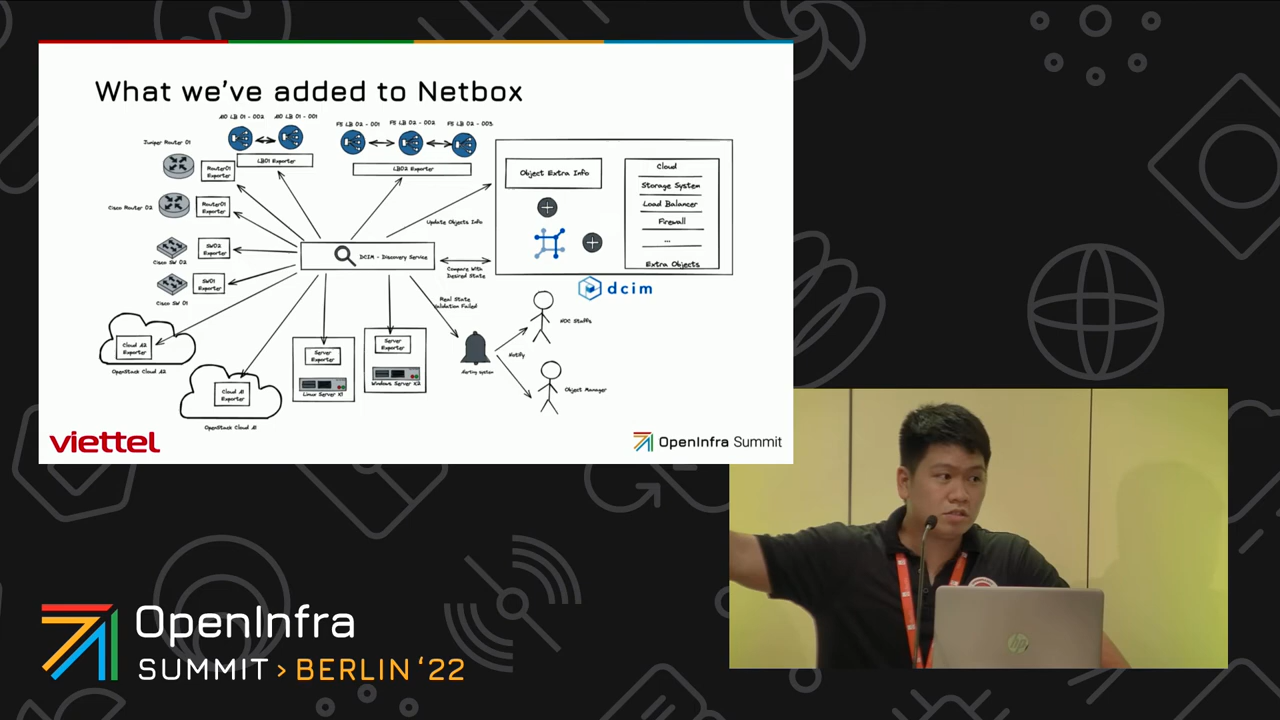 What we've added to Netbox
A10 LB 01 - 002
A10 LB 01 - 001
F5 LB 02 - 001
F5 LB 02 - 002
F5 LB 02 - 003
LB01 Exporter
LB02 Exporter
Juniper Router 01
Router01
Exporter
Cisco Router 02
Router01
Exporter
SW02
Exporter
Cisco SW 02
SW01
Exporter
Cisco SW 01
Cloud A2
Exporter
OpenStack Cloud A2
Cloud A1
Exporter
OpenStack Cloud A1
Server
Exporter
Linux Server X1
Server
Exporter
Windows Server X2
DCIM - Discovery Service
Update Objects Info
Compare With
Desired State
Real State
Validation Failed
Alerting system
Notify
NOC Staffs
Object Manager
Object Extra Info
Cloud
Storage System
Load Balancer
Firewall
...
Extra Objects
dcim
viettel
OpenInfra Summit
hp
OpenInfra
SUMMIT > BERLIN '22